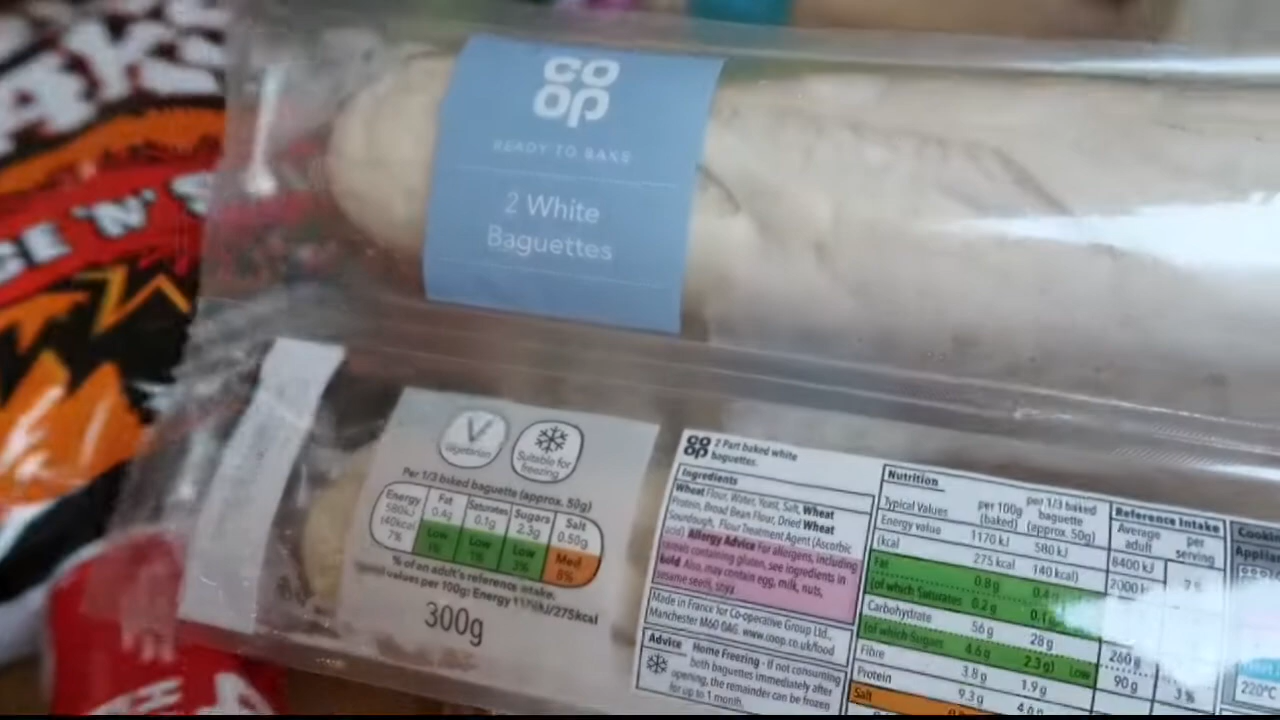 CO
OP
READY TO BAKE
2 White
Baguettes
vegetarian
Suitable for
freezing
Per 1/3 baked baguette (approx. 50g)
Energy
580kJ
140kcal
7%
Fat
0.4g
Low
1%
Saturates
0.1g
Low
1%
Sugars
2.3g
Low
3%
Salt
0.50g
Med
8%
% of an adult's reference intake.
values per 100g: Energy 1170kJ/275kcal
300g
CO
OP
2 Part baked white
baguettes.
Ingredients
Wheat Flour, Water, Yeast, Salt, Wheat
Protein, Broad Bean Flour, Dried Wheat
Sourdough, Flour Treatment Agent (Ascorbic
acid) Allergy Advice For allergens, including
cereals containing gluten, see ingredients in
bold. Also, may contain egg, milk, nuts,
sesame seeds, soya.
Made in France for Co-operative Group Ltd.,
Manchester M60 0AG. www.coop.co.uk/food
Advice Home Freezing - If not consuming
both baguettes immediately after
opening, the remainder can be frozen
for up to 1 month.
Nutrition
Typical Values per 100g (baked) per 1/3 baked baguette (approx. 50g)
Reference Intake
Average adult per serving
Energy value 1170 kJ 580 kJ 8400 kJ
(kcal 275 kcal 140 kcal) 2000
Fat 0.8g
(of which Saturates 0.2g
Carbohydrate 56g 28g 260g
(of which Sugars 4.6g 2.3g) Low 90g 3%
Fibre 3.8g 1.9g
Protein 9.3g
Salt
220°C